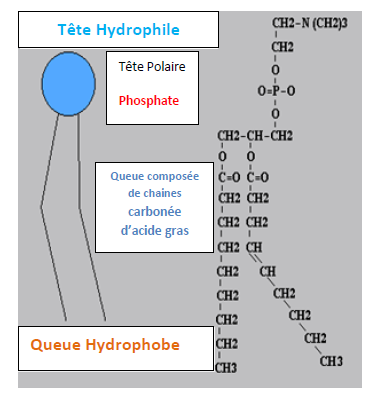 Tête Hydrophile
Tête Polaire
Phosphate
Queue composée
de chaines
carbonée
d'acide gras
Queue Hydrophobe
CH2-N (CH2)3
CH2
O
O=P-O
O
CH2-CH-CH2
O O
C=O C=O
CH2 CH2
CH2 CH2
CH2 CH
CH2 CH
CH2 CH2
CH2 CH2
CH2 CH2
CH3 CH3